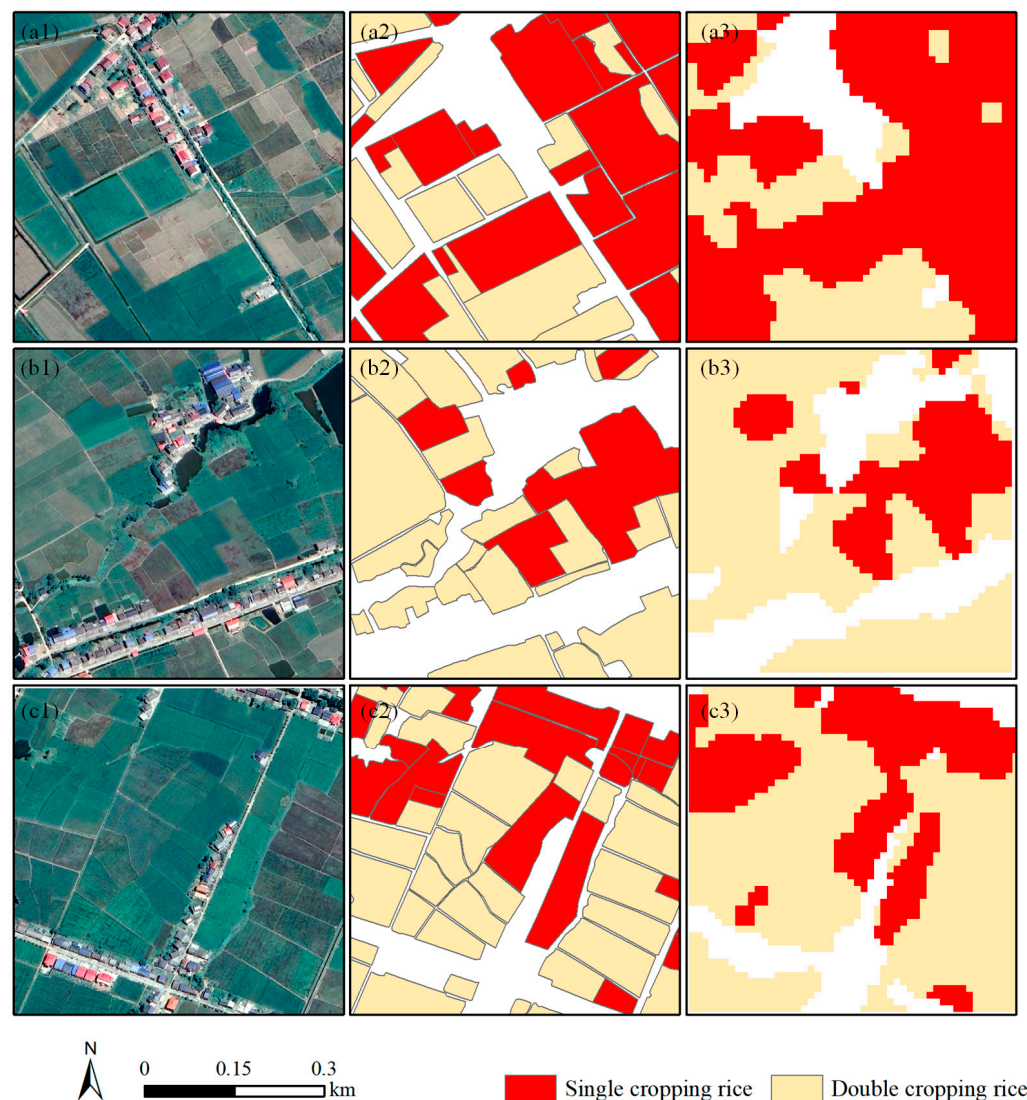 (a1)
(a2)
(a3)
(b1)
(b2)
(b3)
(c1)
(c2)
(c3)
N
0 0.15 0.3
km
Single cropping rice Double cropping rice